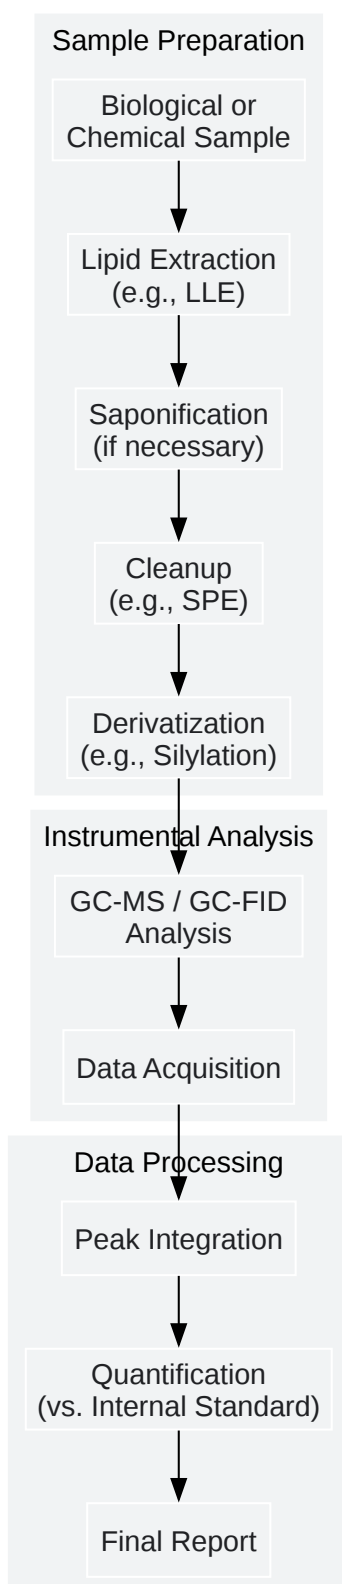 Sample Preparation
Biological or
Chemical Sample
Lipid Extraction
(e.g., LLE)
Saponification
(if necessary)
Cleanup
(e.g., SPE)
Derivatization
(e.g., Silylation)
Instrumental Analysis
GC-MS / GC-FID
Analysis
Data Acquisition
Data Processing
Peak Integration
Quantification
(vs. Internal Standard)
Final Report